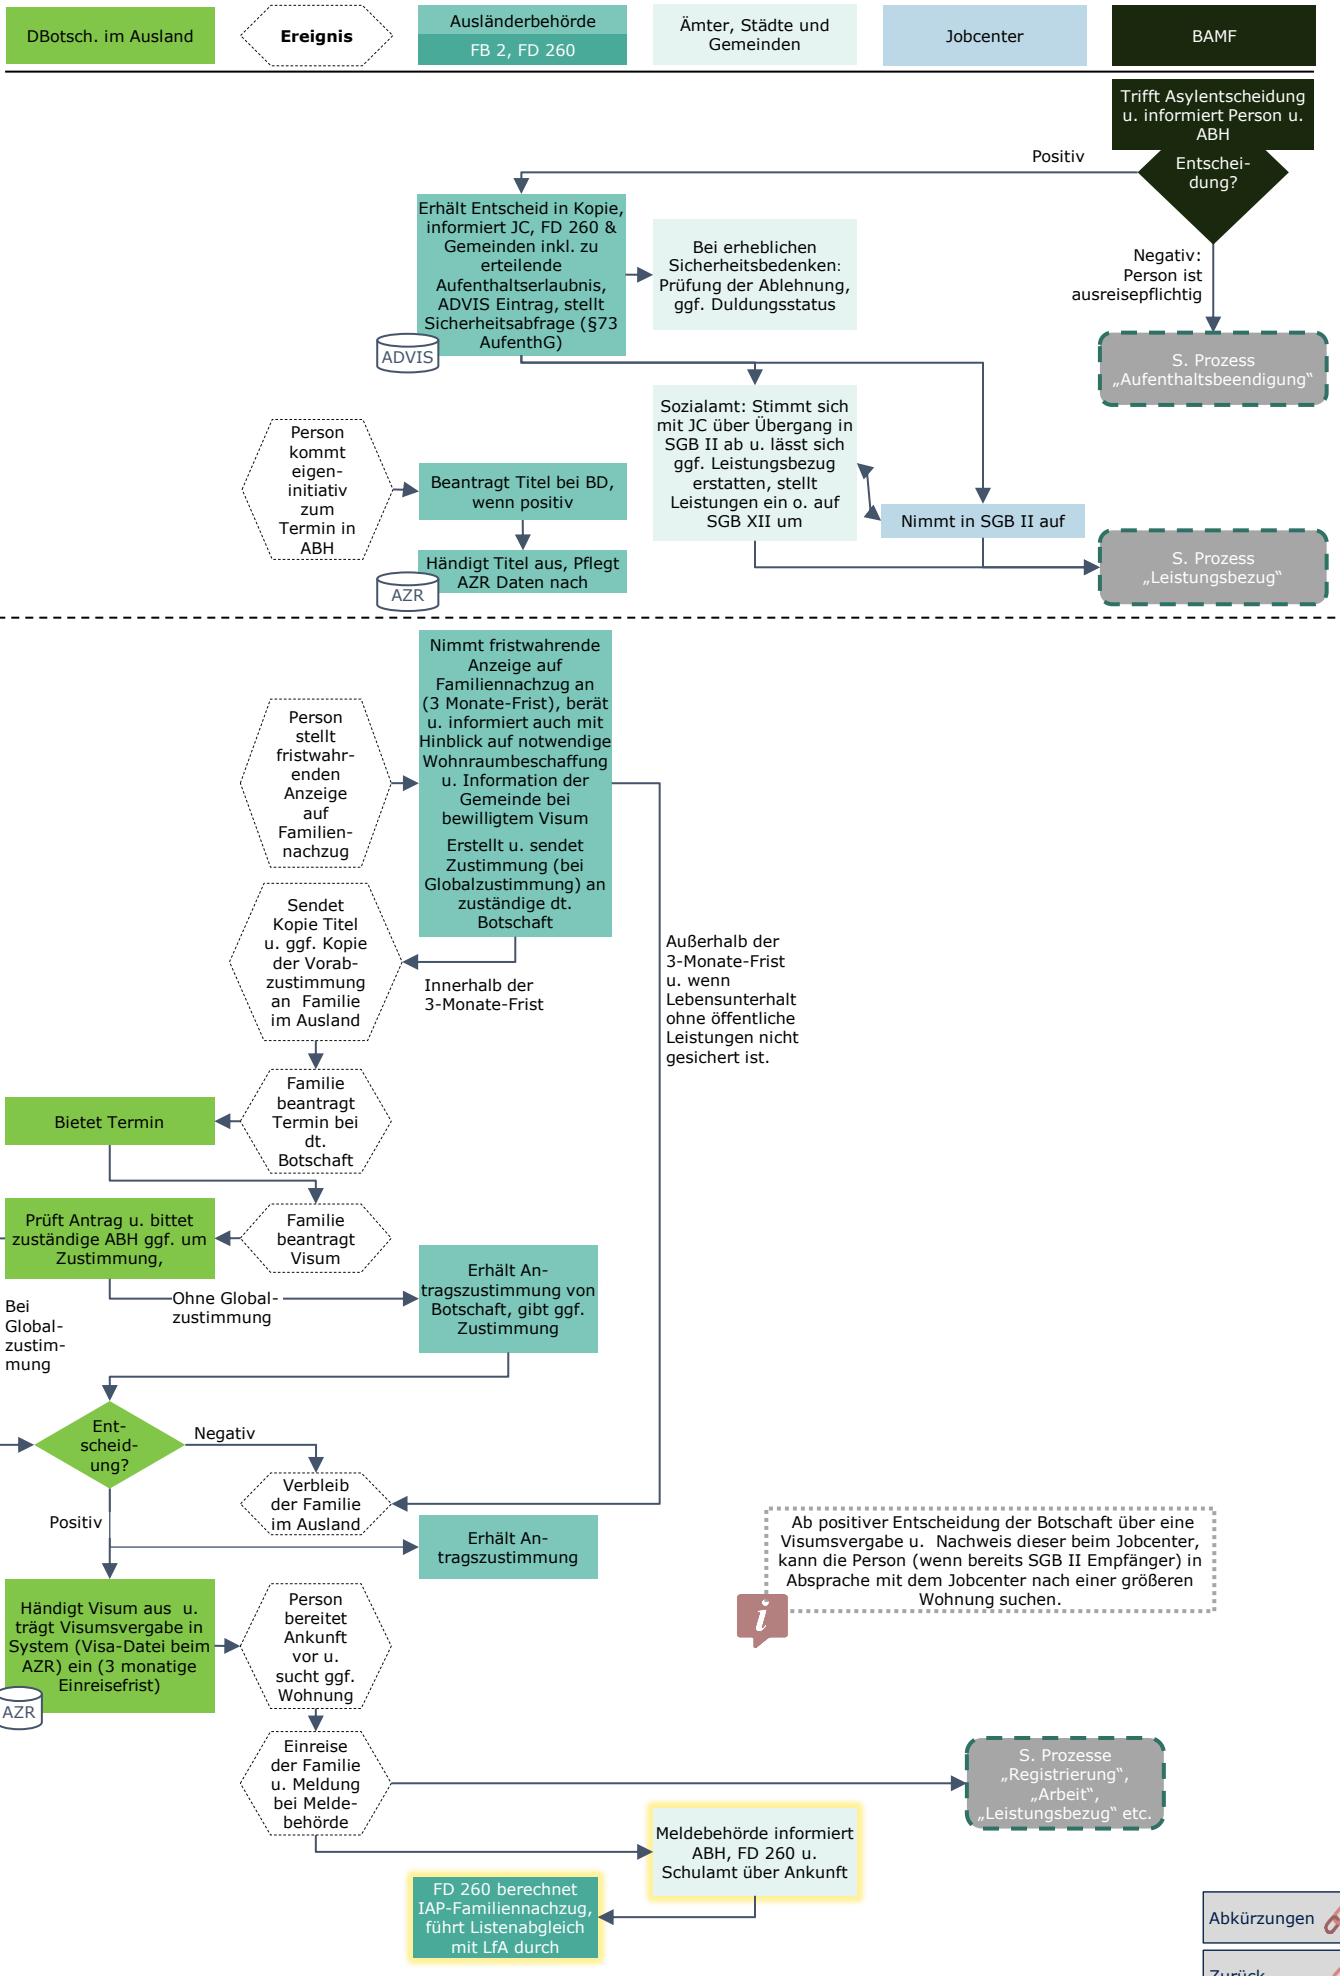 DBotsch. im Ausland
Ereignis
Ausländerbehörde
FB 2, FD 260
Ämter, Städte und
Gemeinden
Jobcenter
BAMF
Trifft Asylentscheidung
u. informiert Person u.
ABH
Entschei-
dung?
Positiv
Negativ:
Person ist
ausreisepflichtig
Erhält Entscheid in Kopie,
informiert JC, FD 260 &
Gemeinden inkl. zu
erteilende
Aufenthaltserlaubnis,
ADVIS Eintrag, stellt
Sicherheitsabfrage (§73
AufenthG)
ADVIS
Bei erheblichen
Sicherheitsbedenken:
Prüfung der Ablehnung,
ggf. Duldungsstatus
S. Prozess
„Aufenthaltsbeendigung“
Sozialamt: Stimmt sich
mit JC über Übergang in
SGB II ab u. lässt sich
ggf. Leistungsbezug
erstatten, stellt
Leistungen ein o. auf
SGB XII um
Person
kommt
eigen-
initiativ
zum
Termin in
ABH
Beantragt Titel bei BD,
wenn positiv
Nimmt in SGB II auf
Händigt Titel aus, Pflegt
AZR Daten nach
AZR
S. Prozess
„Leistungsbezug“
Nimmt fristwahrende
Anzeige auf
Familiennachzug an
(3 Monate-Frist), berät
u. informiert auch mit
Hinblick auf notwendige
Wohnraumbeschaffung
u. Information der
Gemeinde bei
bewilligtem Visum
Erstellt u. sendet
Zustimmung (bei
Globalzustimmung) an
zuständige dt.
Botschaft
Person
stellt
fristwahr-
enden
Anzeige
auf
Familien-
nachzug
Sendet
Kopie Titel
u. ggf. Kopie
der Vorab-
zustimmung
an  Familie
im Ausland
Innerhalb der
3-Monate-Frist
Außerhalb der
3-Monate-Frist
u. wenn
Lebensunterhalt
ohne öffentliche
Leistungen nicht
gesichert ist.
Familie
beantragt
Termin bei
dt.
Botschaft
Bietet Termin
Prüft Antrag u. bittet
zuständige ABH ggf. um
Zustimmung,
Familie
beantragt
Visum
Bei
Global-
zustim-
mung
Ohne Global-
zustimmung
Erhält An-
tragszustimmung von
Botschaft, gibt ggf.
Zustimmung
Ent-
scheid-
ung?
Negativ
Positiv
Verbleib
der Familie
im Ausland
Erhält An-
tragszustimmung
Ab positiver Entscheidung der Botschaft über eine
Visumsvergabe u.  Nachweis dieser beim Jobcenter,
kann die Person (wenn bereits SGB II Empfänger) in
Absprache mit dem Jobcenter nach einer größeren
Wohnung suchen.
i
Händigt Visum aus  u.
trägt Visumsvergabe in
System (Visa-Datei beim
AZR) ein (3 monatige
Einreisefrist)
AZR
Person
bereitet
Ankunft
vor u.
sucht ggf.
Wohnung
Einreise
der Familie
u. Meldung
bei Melde-
behörde
S. Prozesse
„Registrierung“,
„Arbeit“,
„Leistungsbezug“ etc.
Meldebehörde informiert
ABH, FD 260 u.
Schulamt über Ankunft
FD 260 berechnet
IAP-Familiennachzug,
führt Listenabgleich
mit LfA durch
Abkürzungen
Zurück